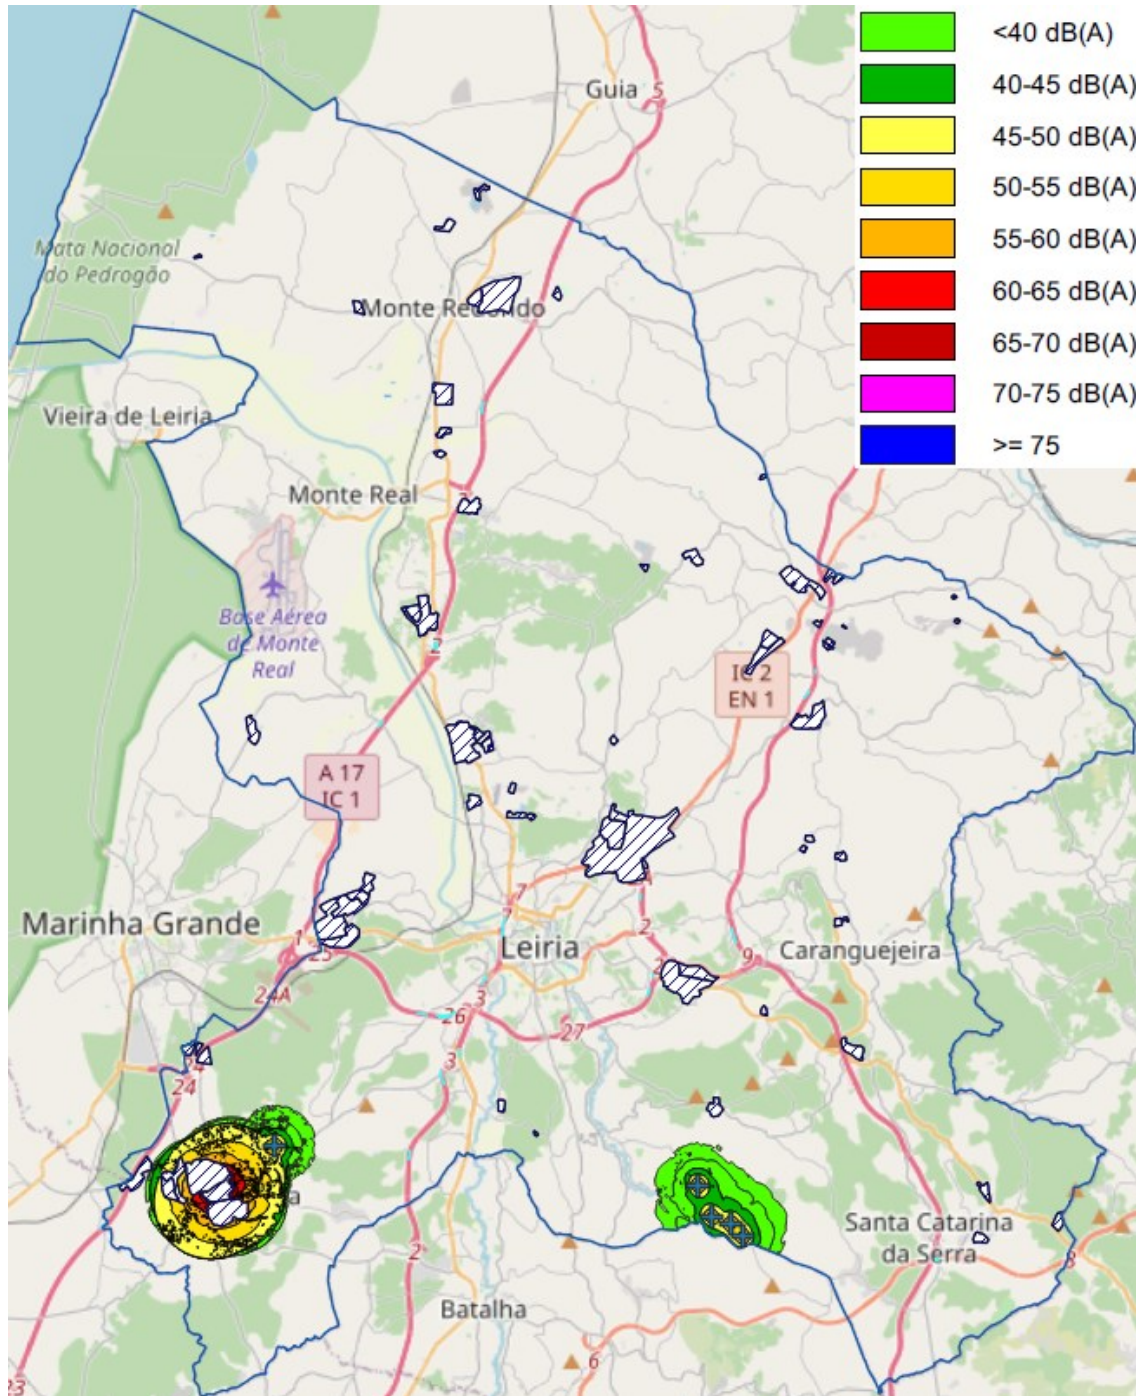 <40 dB(A)
40-45 dB(A)
45-50 dB(A)
50-55 dB(A)
55-60 dB(A)
60-65 dB(A)
65-70 dB(A)
70-75 dB(A)
>= 75
Guia
5
Mata Nacional
do Pedrogão
Monte Redondo
Vieira de Leiria
Monte Real
Base Aérea
de Monte
Real
2
IC 2
EN 1
A 17
IC 1
7
2
Marinha Grande
1
25
Leiria
9
Caranguejeira
24A
3
26
27
3
24
Santa Catarina
da Serra
2
8
Batalha
6
23